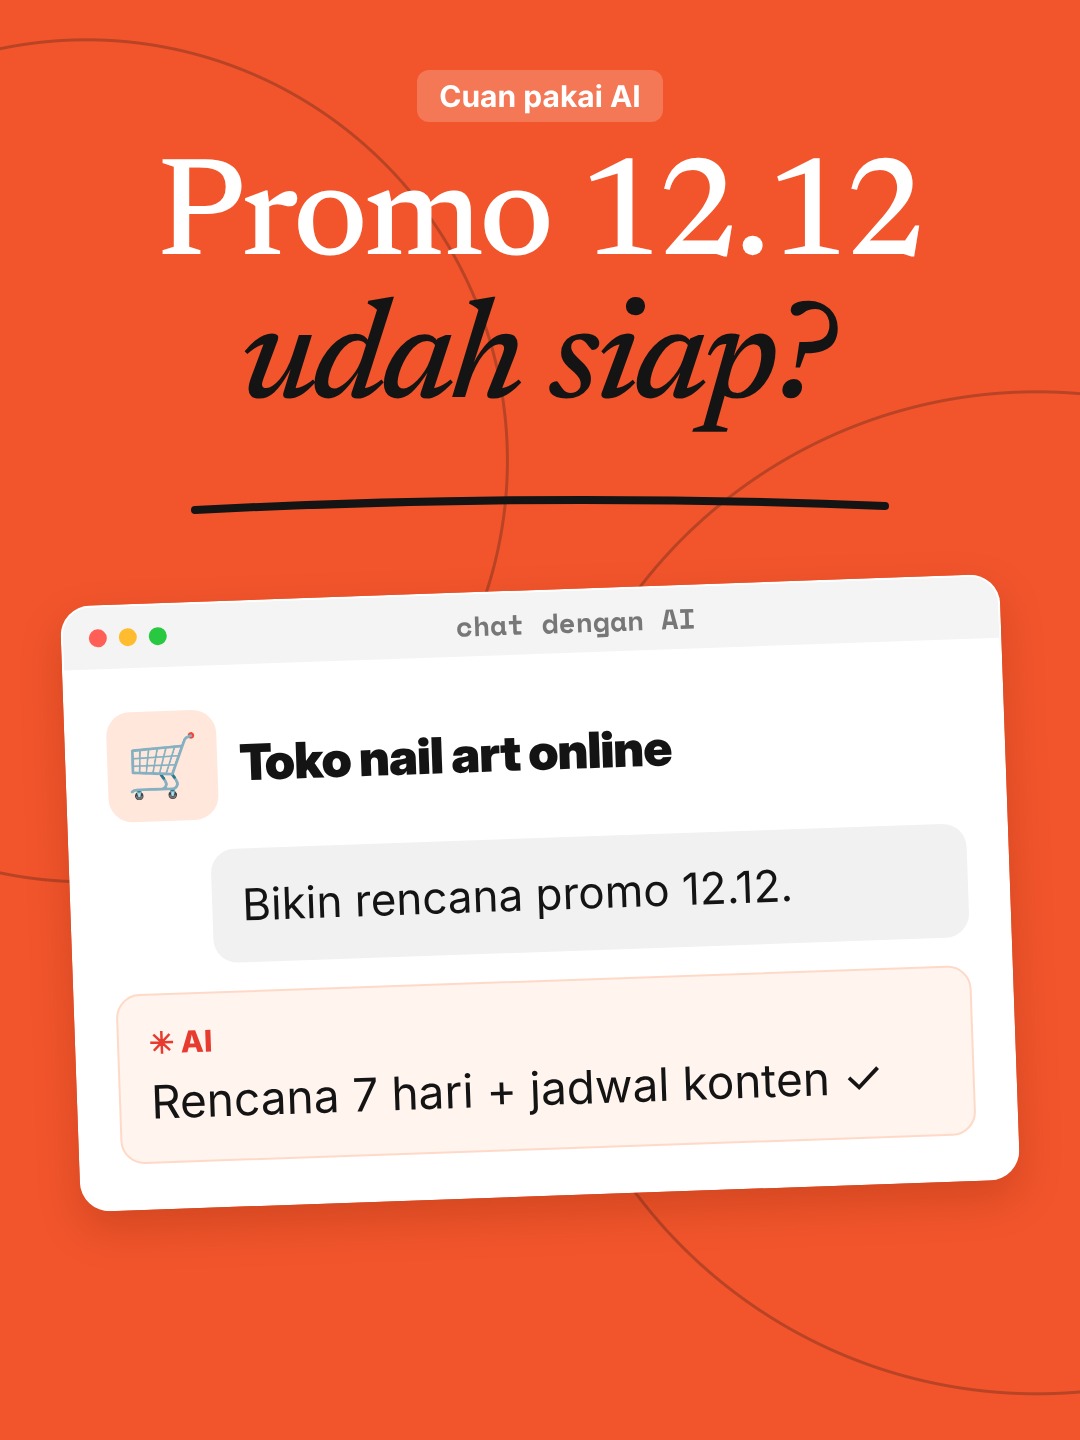 Cuan pakai AI
Promo 12.12
udah siap?
chat dengan AI
Toko nail art online
Bikin rencana promo 12.12.
✳ AI
Rencana 7 hari + jadwal konten ✓